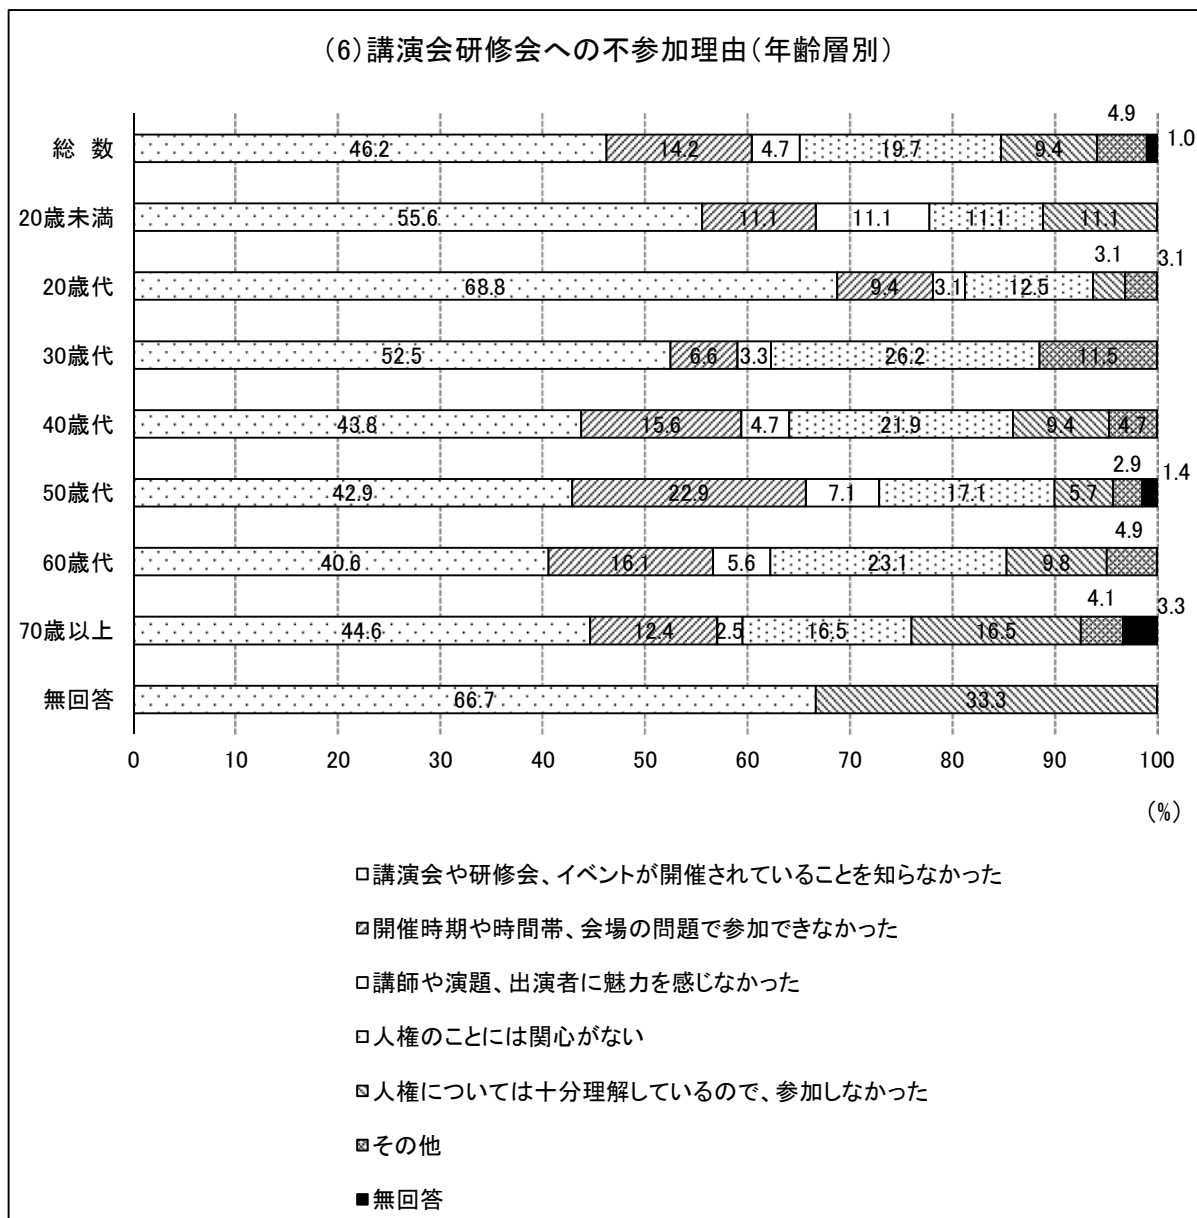 (6)講演会研修会への不参加理由(年齢層別)
4.9
総 数 46.2 14.2 4.7 19.7 9.4 1.0
20歳未満 55.6 11.1 11.1 11.1 11.1
3.1 3.1
20歳代 68.8 9.4 3.1 12.5
30歳代 52.5 6.6 3.3 26.2 11.5
40歳代 43.8 15.6 4.7 21.9 9.4 4.7
2.9 1.4
50歳代 42.9 22.9 7.1 17.1 5.7
4.9
60歳代 40.6 16.1 5.6 23.1 9.8
4.1 3.3
70歳以上 44.6 12.4 2.5 16.5 16.5
無回答 66.7 33.3
0 10 20 30 40 50 60 70 80 90 100
(%)
講演会や研修会、イベントが開催されていることを知らなかった
開催時期や時間帯、会場の問題で参加できなかった
講師や演題、出演者に魅力を感じなかった
人権のことには関心がない
人権については十分理解しているので、参加しなかった
その他
無回答